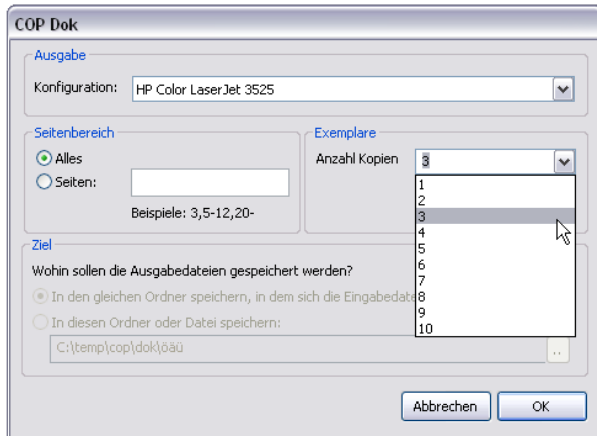 COP Dok
Ausgabe
Konfiguration: HP Color LaserJet 3525
Seitenbereich
Alles
Seiten:
Beispiele: 3,5-12,20-
Exemplare
Anzahl Kopien 3
1
2
3
4
5
6
7
8
9
10
Ziel
Wohin sollen die Ausgabedateien gespeichert werden?
In den gleichen Ordner speichern, in dem sich die Eingabedate
In diesen Ordner oder Datei speichern:
C:\temp\cop\dok\öäü
..
Abbrechen OK